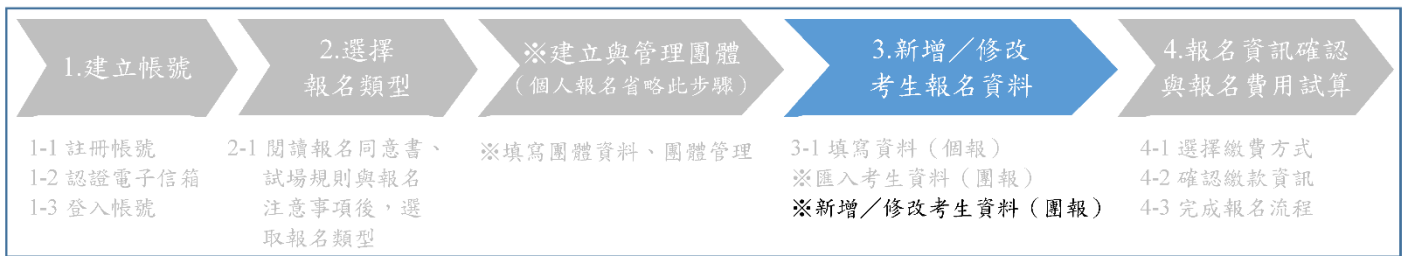 1.建立帳號
2.選擇
報名類型
※建立與管理團體
（個人報名省略此步驟）
3.新增／修改
考生報名資料
4.報名資訊確認
與報名費用試算
1-1 註冊帳號
1-2 認證電子信箱
1-3 登入帳號
2-1 閱讀報名同意書、
試場規則與報名
注意事項後，選
取報名類型
※填寫團體資料、團體管理
3-1 填寫資料（個報）
※匯入考生資料（團報）
※新增／修改考生資料（團報）
4-1 選擇繳費方式
4-2 確認繳款資訊
4-3 完成報名流程